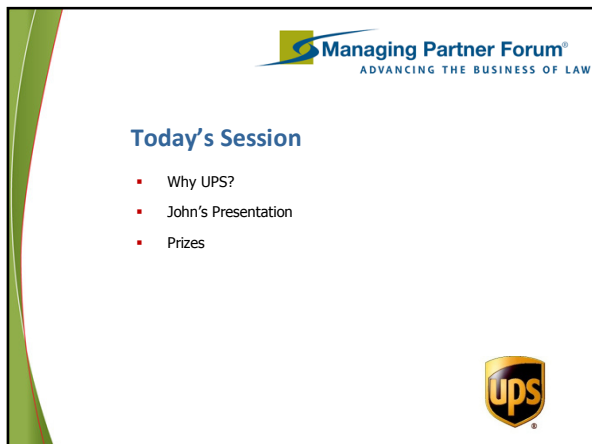 Managing Partner Forum®
ADVANCING THE BUSINESS OF LAW
Today's Session
▪ Why UPS?
▪ John's Presentation
▪ Prizes
ups
®